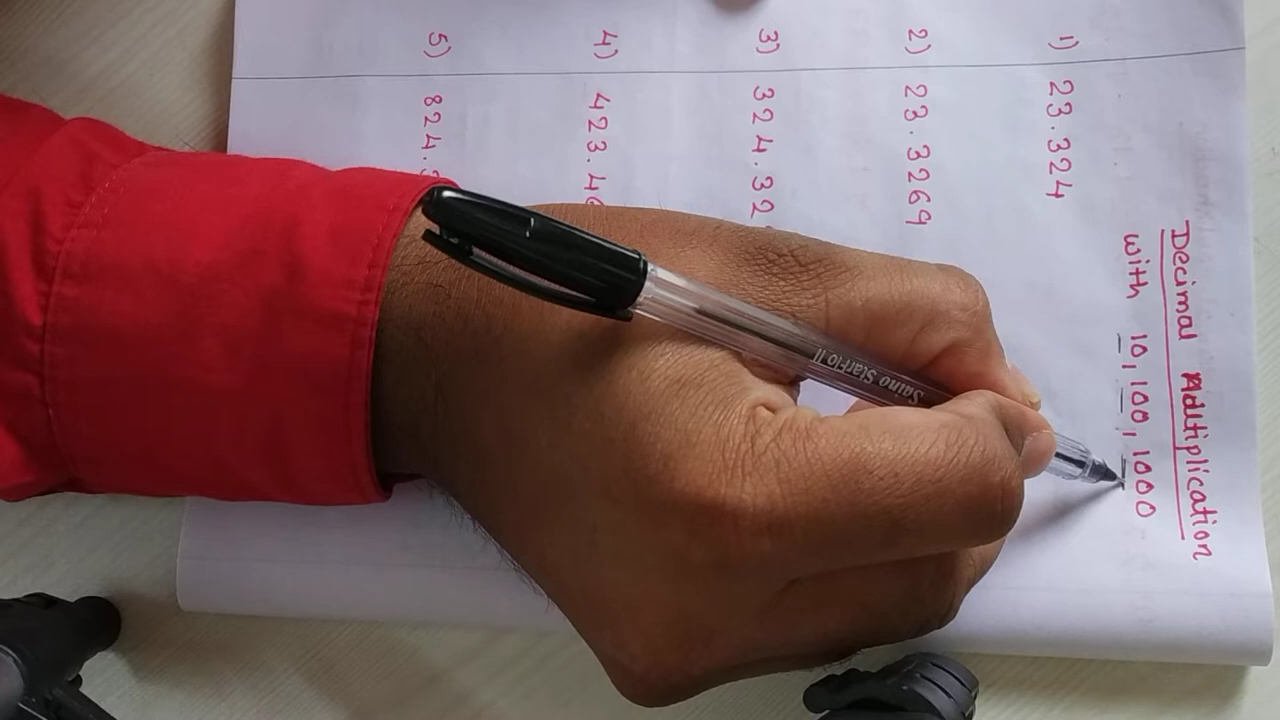 Decimal Multiplication
with 10, 100, 1000
1) 23.324
2) 23.3269
3) 324.32
4) 423.4
5) 824.
Saino Starflo II